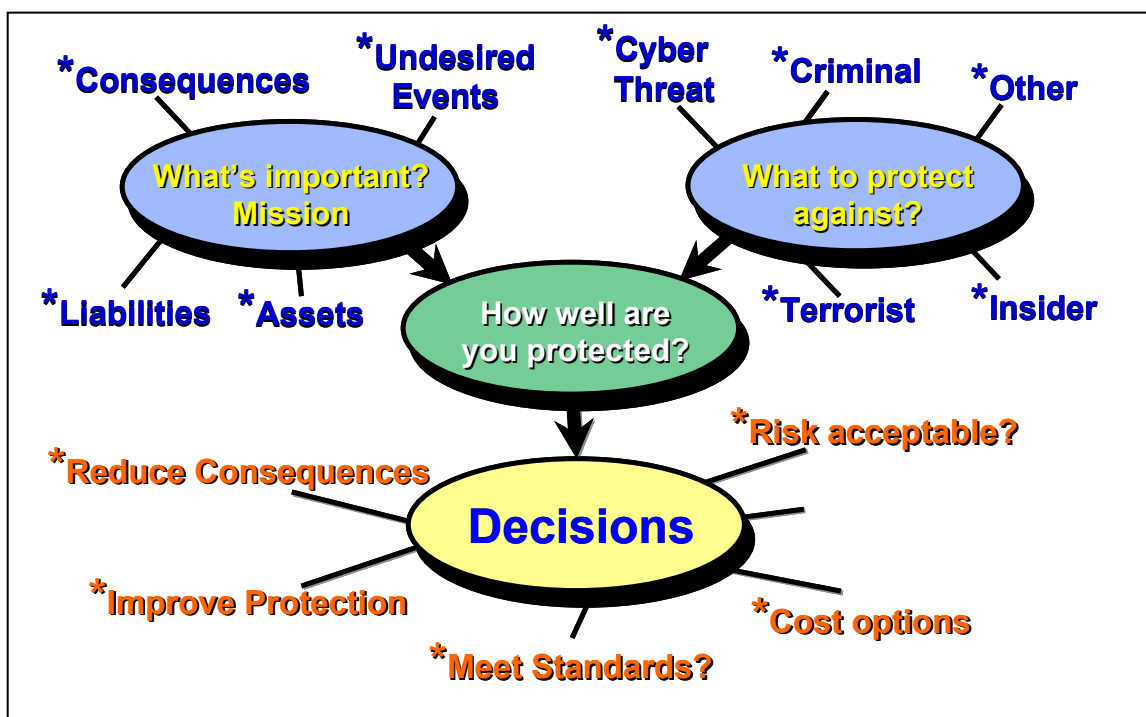 *Consequences
*Undesired
Events
What's important?
Mission
*Liabilities
*Assets
*Cyber
Threat
*Criminal
*Other
What to protect
against?
*Terrorist
*Insider
How well are
you protected?
*Risk acceptable?
*Reduce Consequences
Decisions
*Improve Protection
*Cost options
*Meet Standards?